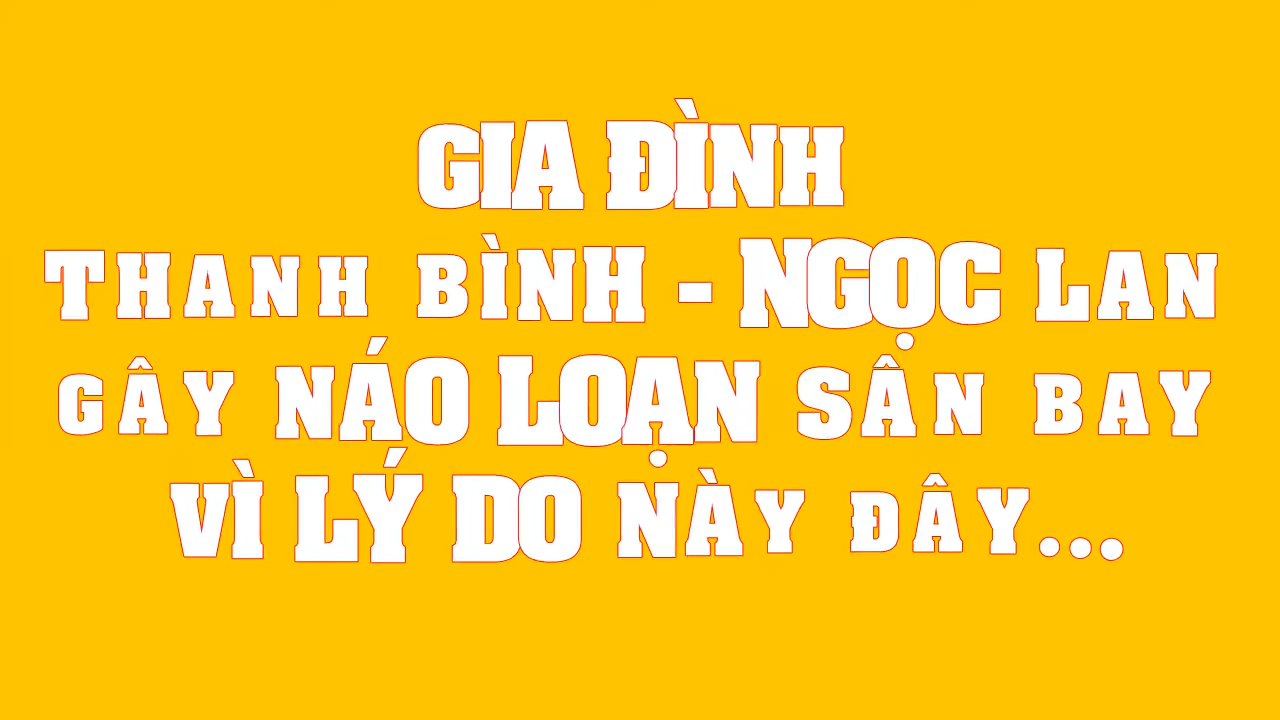 GIA ĐÌNH
THANH BÌNH - NGỌC LAN
GÂY NÁO LOẠN SÂN BAY
VÌ LÝ DO NÀY ĐÂY...